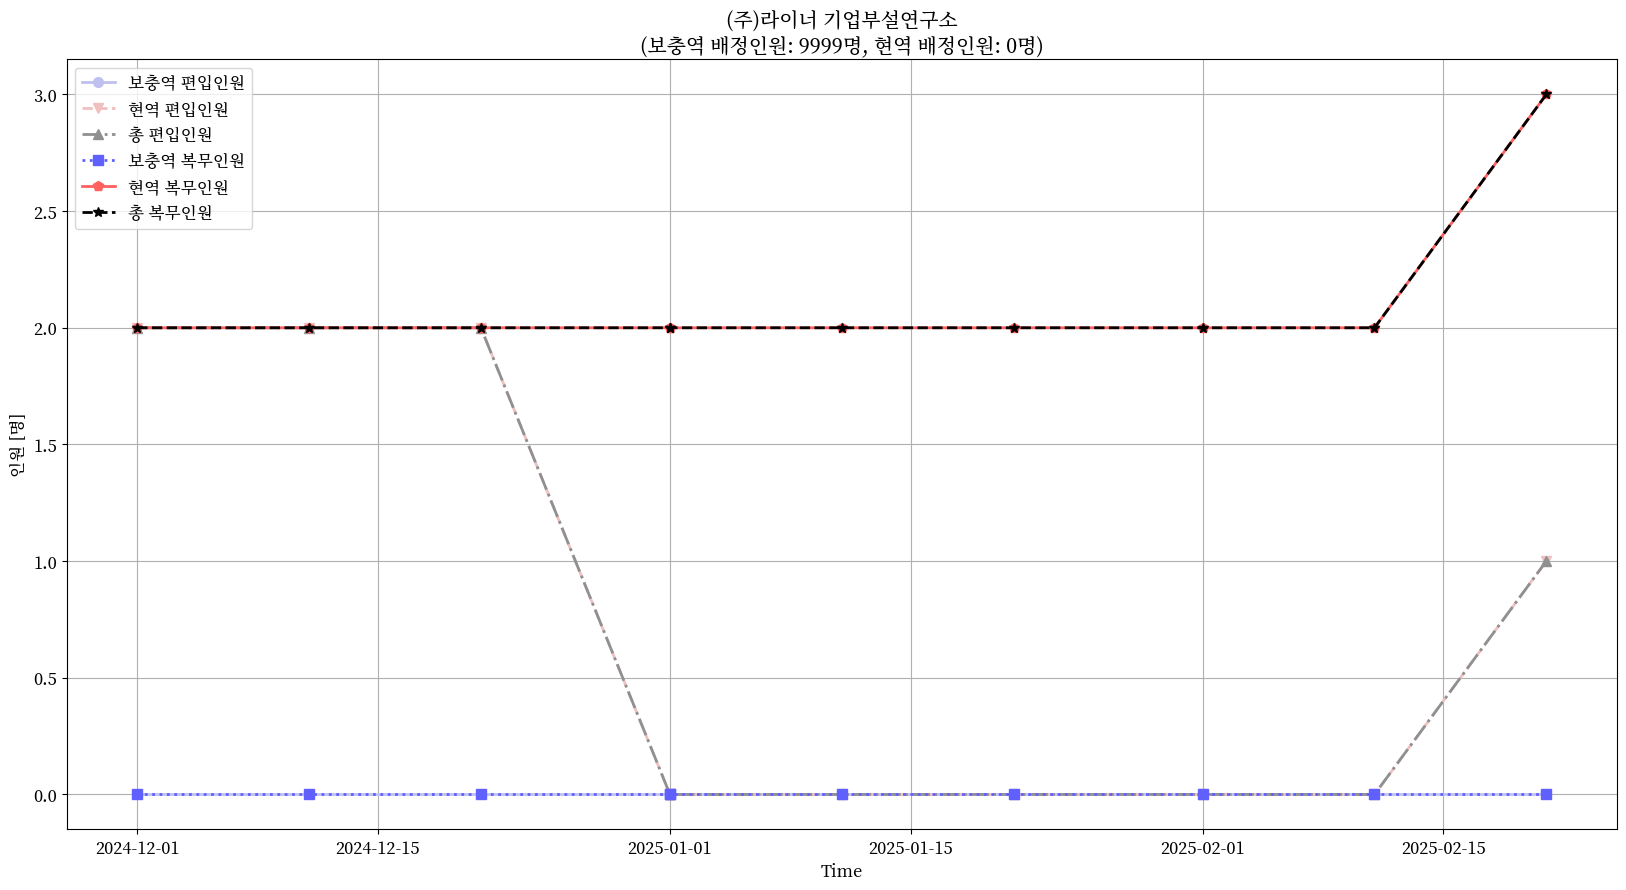 (주)라이너 기업부설연구소
(보충역 배정인원: 9999명, 현역 배정인원: 0명)
보충역 편입인원
현역 편입인원
총 편입인원
보충역 복무인원
현역 복무인원
총 복무인원
3.0
2.5
2.0
1.5
1.0
0.5
0.0
인원 [명]
2024-12-01
2024-12-15
2025-01-01
2025-01-15
2025-02-01
2025-02-15
Time